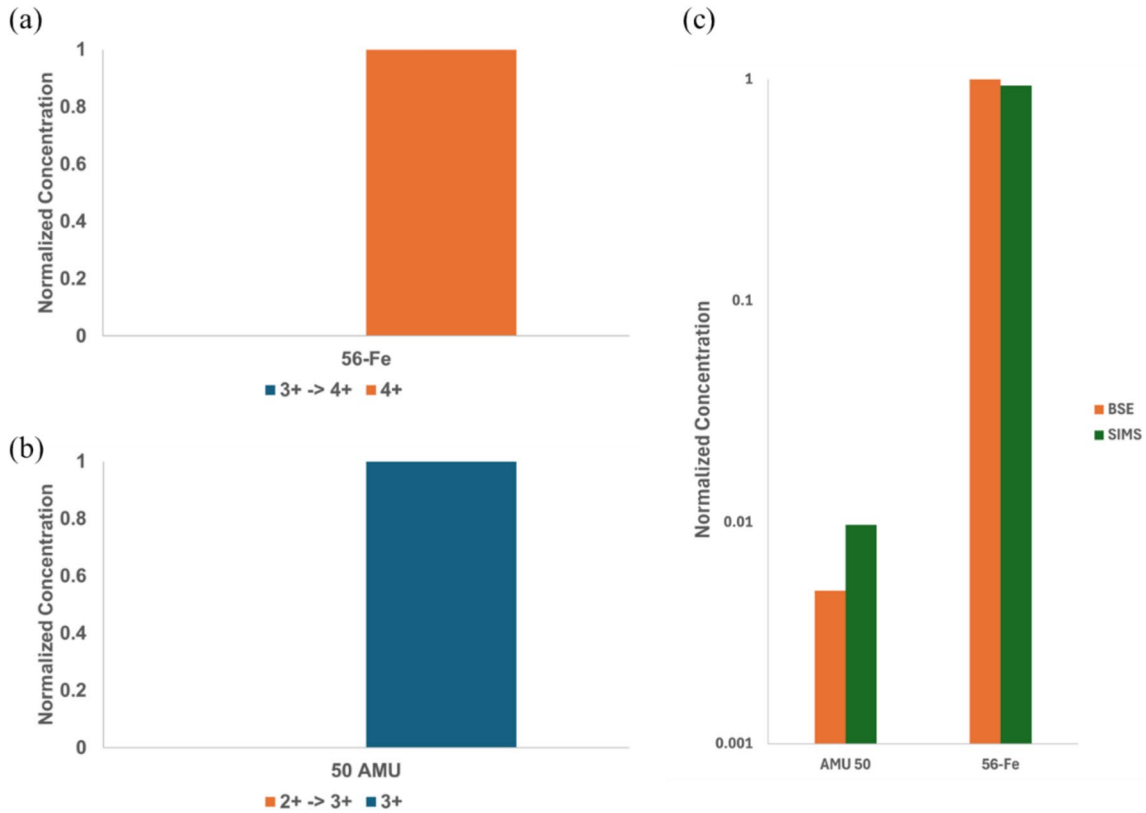 (a)
Normalized Concentration
1
0.8
0.6
0.4
0.2
0
56-Fe
3+ -> 4+ 4+
(b)
Normalized Concentration
1
0.8
0.6
0.4
0.2
0
50 AMU
2+ -> 3+ 3+
(c)
Normalized Concentration
1
0.1
0.01
0.001
AMU 50 56-Fe
BSE
SIMS